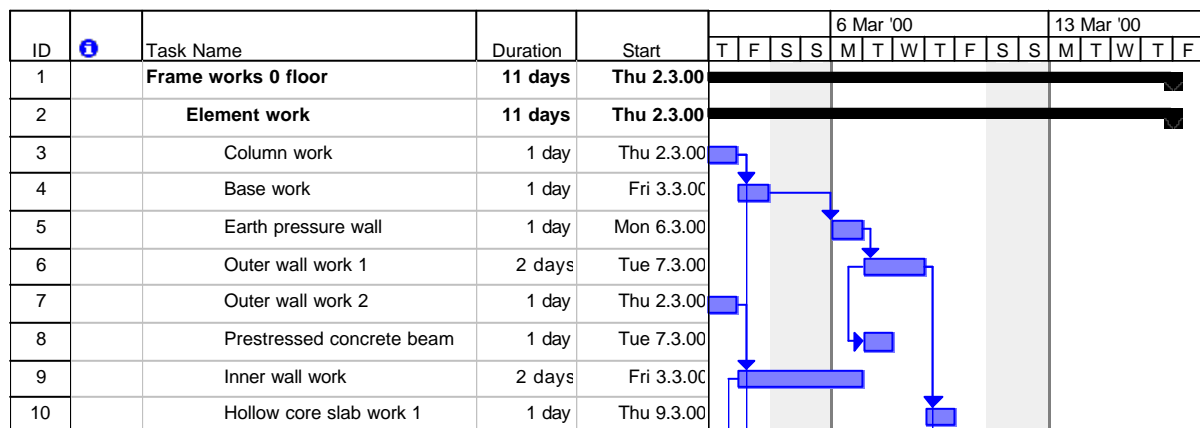 6 Mar '00 13 Mar '00
ID Task Name Duration Start T F S S M T W T F S S M T W T F
1 Frame works 0 floor 11 days Thu 2.3.00
2 Element work 11 days Thu 2.3.00
3 Column work 1 day Thu 2.3.00
4 Base work 1 day Fri 3.3.00
5 Earth pressure wall 1 day Mon 6.3.00
6 Outer wall work 1 2 days Tue 7.3.00
7 Outer wall work 2 1 day Thu 2.3.00
8 Prestressed concrete beam 1 day Tue 7.3.00
9 Inner wall work 2 days Fri 3.3.00
10 Hollow core slab work 1 1 day Thu 9.3.00